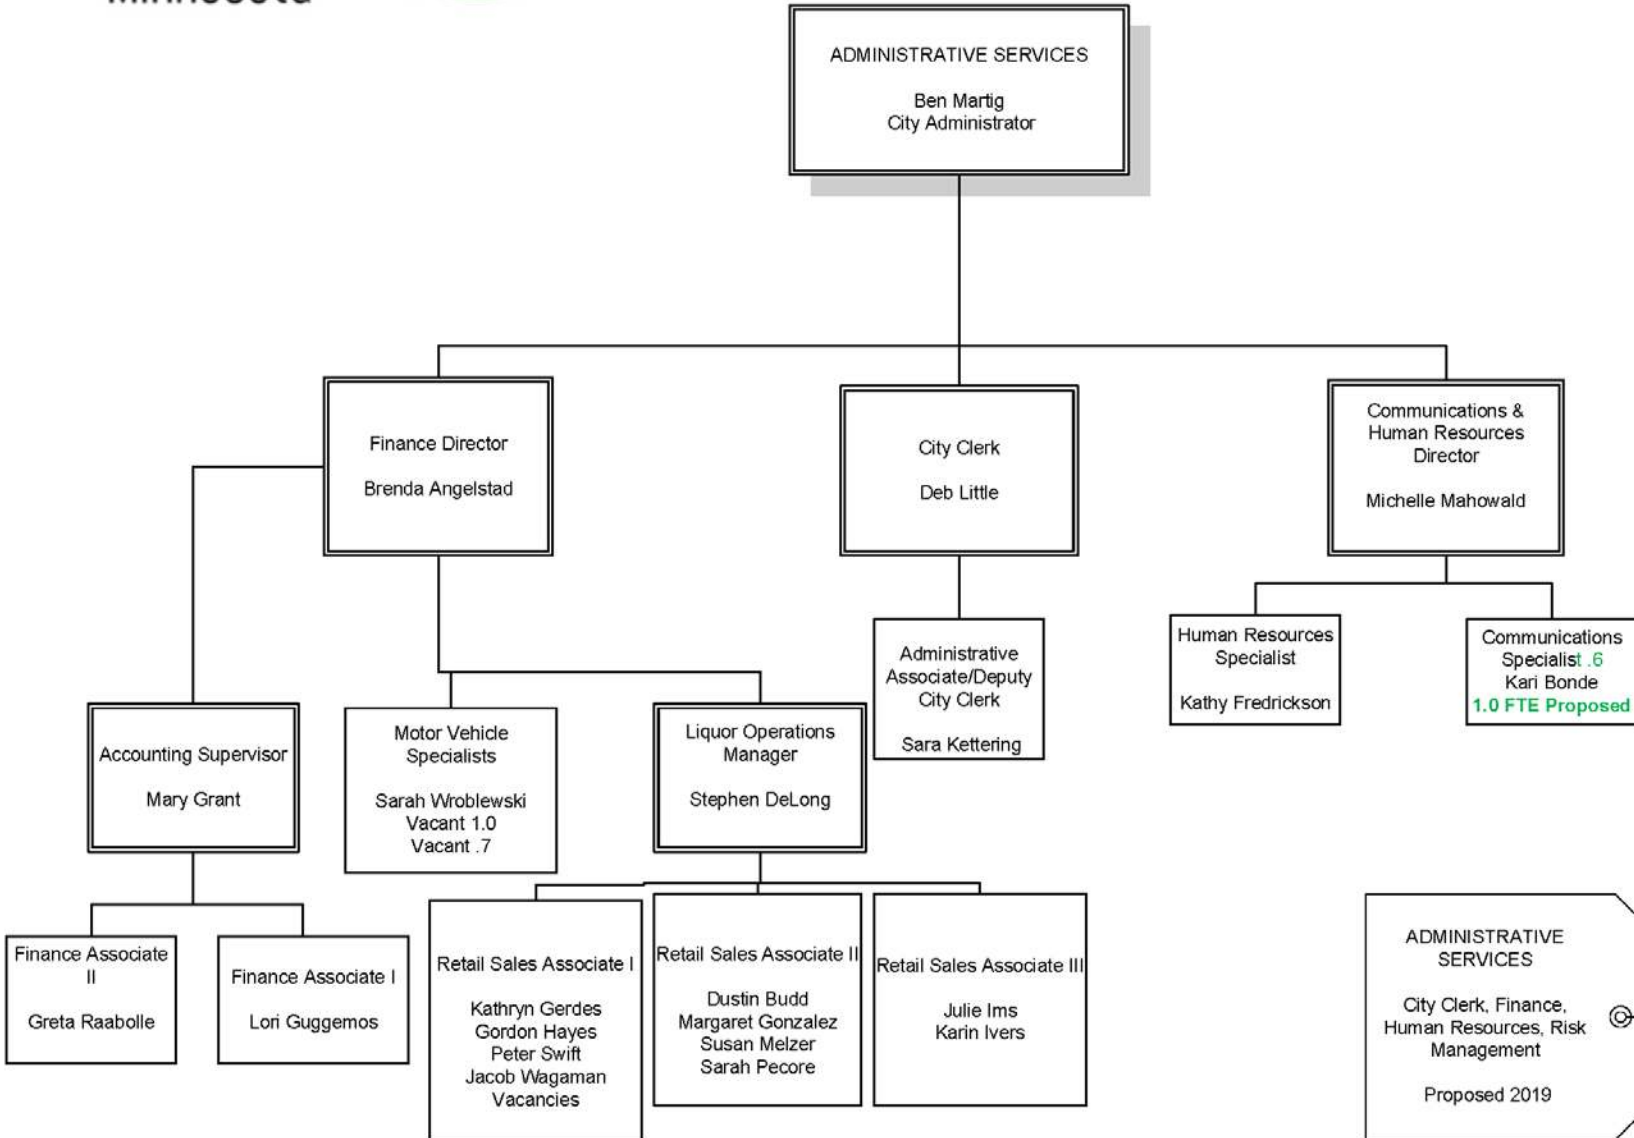 Minnesota
ADMINISTRATIVE SERVICES
Ben Martig
City Administrator
Finance Director
Brenda Angelstad
City Clerk
Deb Little
Communications &
Human Resources
Director
Michelle Mahowald
Human Resources
Specialist
Kathy Fredrickson
Communications
Specialist .6
Kari Bonde
1.0 FTE Proposed
Administrative
Associate/Deputy
City Clerk
Sara Kettering
Accounting Supervisor
Mary Grant
Motor Vehicle
Specialists
Sarah Wroblewski
Vacant 1.0
Vacant .7
Liquor Operations
Manager
Stephen DeLong
Finance Associate
II
Greta Raabolle
Finance Associate I
Lori Guggemos
Retail Sales Associate I
Kathryn Gerdes
Gordon Hayes
Peter Swift
Jacob Wagaman
Vacancies
Retail Sales Associate II
Dustin Budd
Margaret Gonzalez
Susan Melzer
Sarah Pecore
Retail Sales Associate III
Julie Ims
Karin Ivers
ADMINISTRATIVE
SERVICES
City Clerk, Finance,
Human Resources, Risk
Management
Proposed 2019